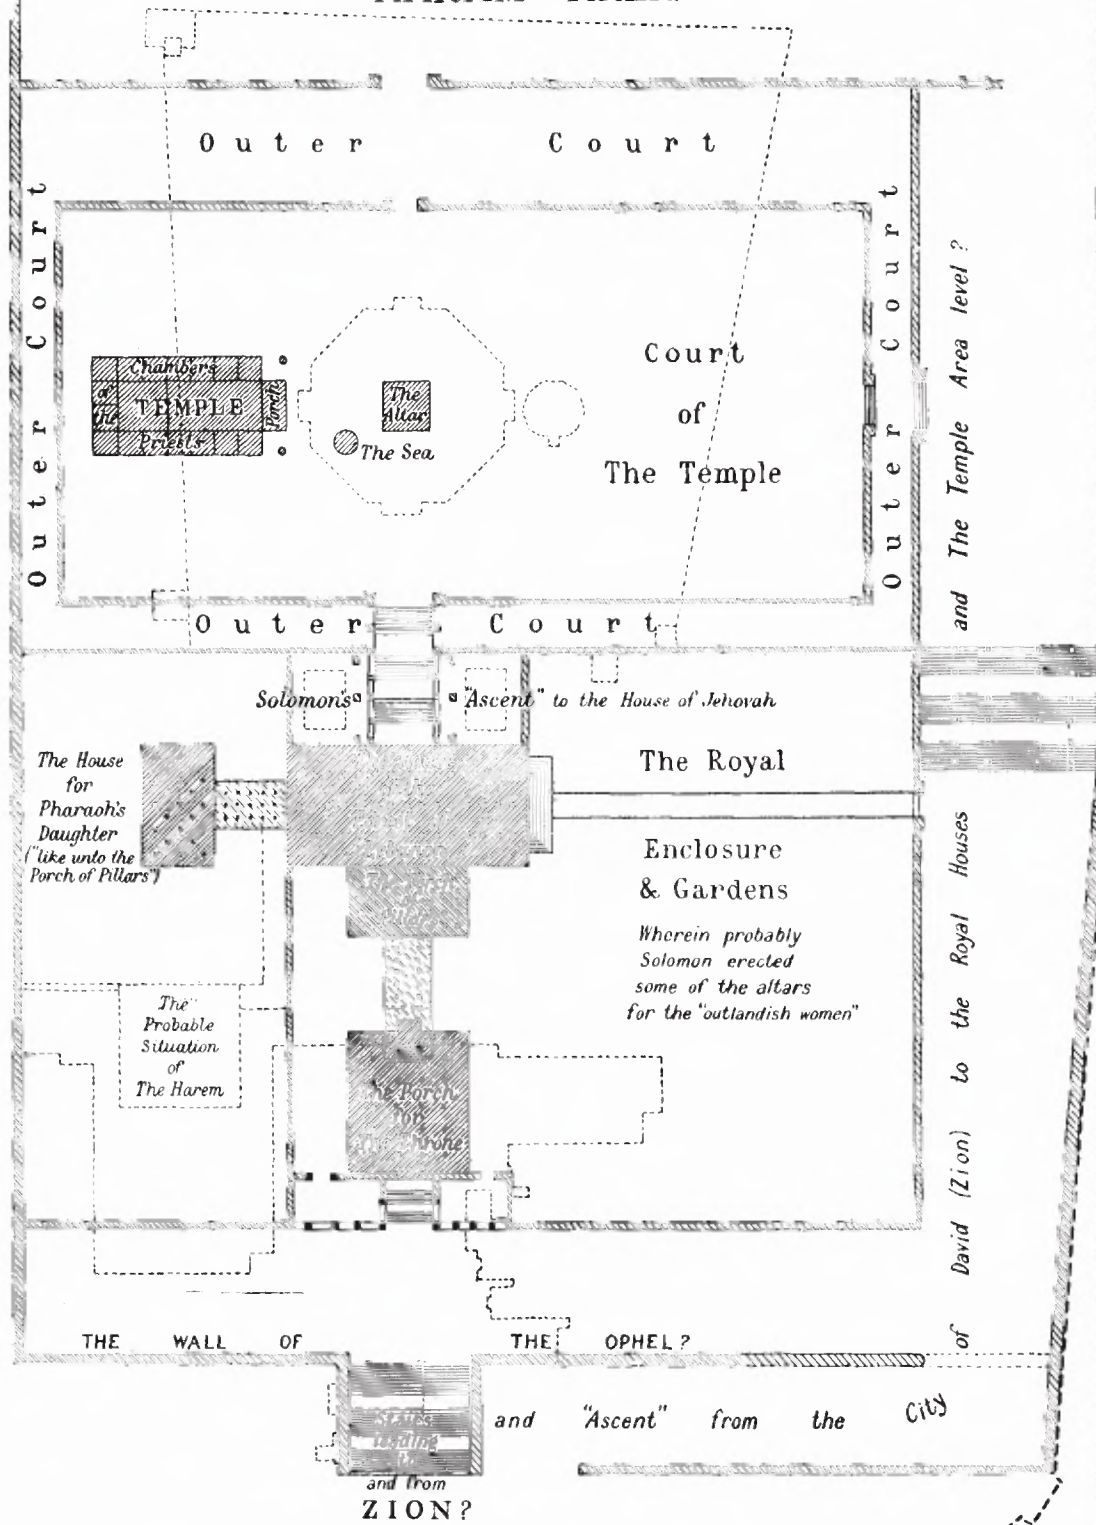 Outer Court
Outer Court
Outer Court
and The Temple Area level?
Chambers
of
the
TEMPLE
Porch
Priests
The
Altar
The Sea
Court
of
The Temple
Outer Court
Solomon's "Ascent" to the House of Jehovah
The House
for
Pharaoh's
Daughter
("like unto the
Porch of Pillars")
The Royal
Enclosure
& Gardens
Wherein probably
Solomon erected
some of the altars
for the "outlandish women"
The
Probable
Situation
of
The Harem
The Porch
for
Throne
of David (Zion) to the Royal Houses
THE WALL OF THE OPHEL?
leading
and from
ZION?
and "Ascent" from the City